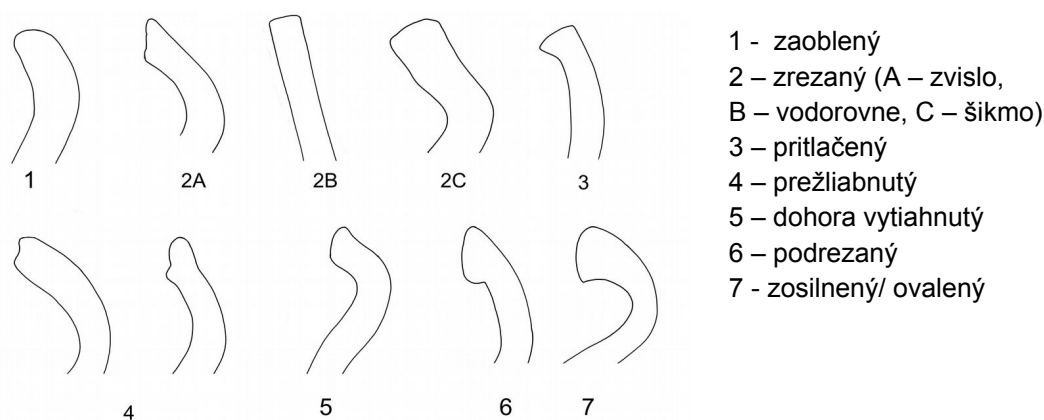 1 - zaoblený
2 – zrezaný (A – zvislo,
B – vodorovne, C – šikmo)
3 – pritlačený
4 – prežliabnutý
5 – dohora vytiahnutý
6 – podrezaný
7 - zosilnený/ ovalený
1 2A 2B 2C 3
4 5 6 7